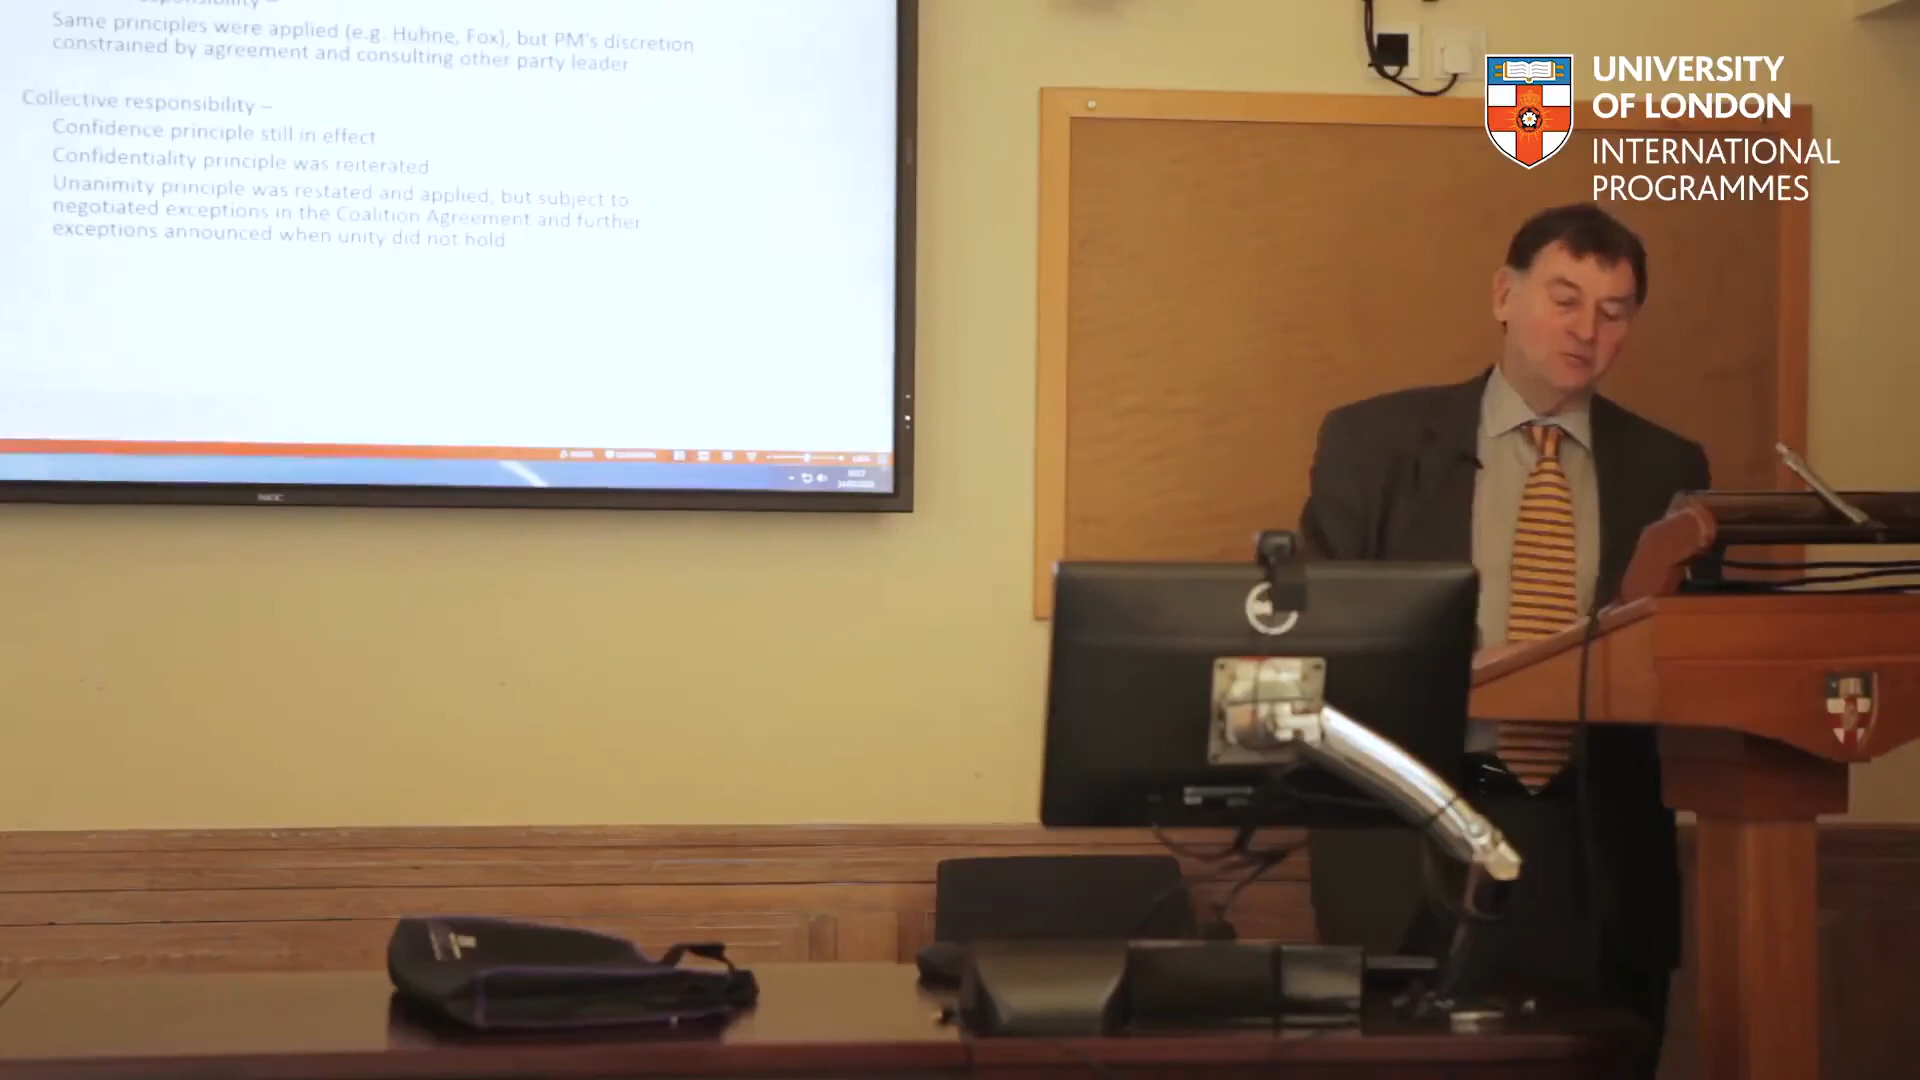 Same principles were applied (e.g. Huhne, Fox), but PM's discretion
constrained by agreement and consulting other party leader
Collective responsibility –
Confidence principle still in effect
Confidentiality principle was reiterated
Unanimity principle was restated and applied, but subject to
negotiated exceptions in the Coalition Agreement and further
exceptions announced when unity did not hold
NEC
UNIVERSITY
OF LONDON
INTERNATIONAL
PROGRAMMES